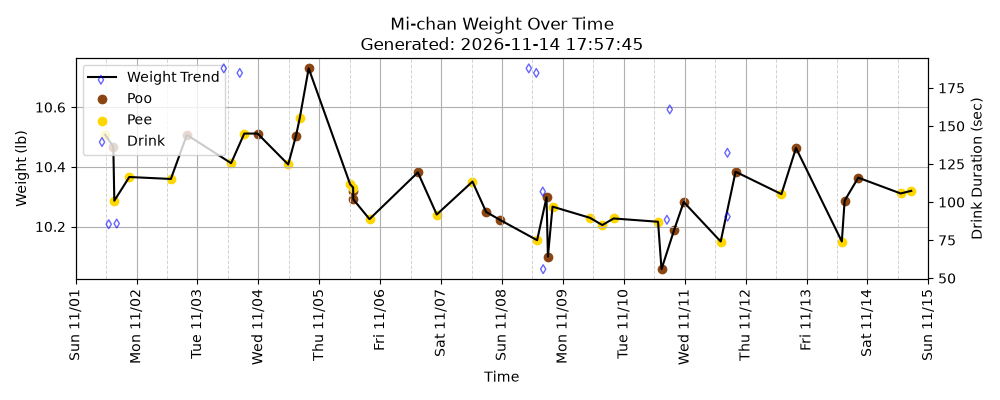 Mi-chan Weight Over Time
Generated: 2026-11-14 17:57:45
Weight Trend
Poo
Pee
Drink
Weight (lb)
10.6
10.4
10.2
Drink Duration (sec)
175
150
125
100
75
50
Sun 11/01
Mon 11/02
Tue 11/03
Wed 11/04
Thu 11/05
Fri 11/06
Sat 11/07
Sun 11/08
Mon 11/09
Tue 11/10
Wed 11/11
Thu 11/12
Fri 11/13
Sat 11/14
Sun 11/15
Time